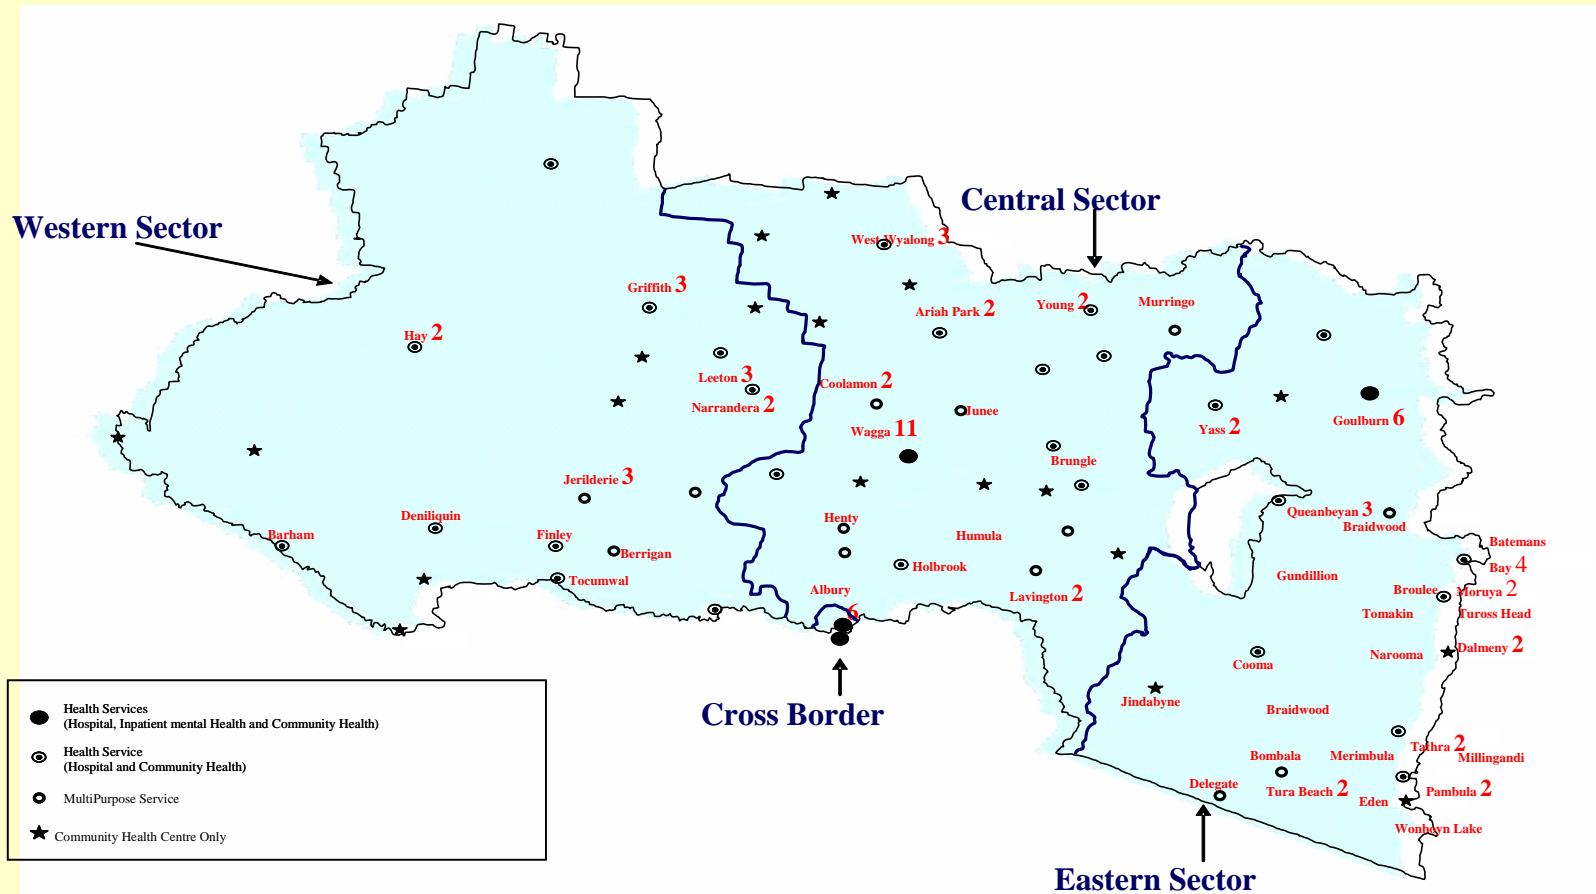 Central Sector
Western Sector
West Wyalong 3
Griffith 3
Ariah Park 2
Young 2
Murringo
Hay 2
Leeton 3
Coolamon 2
Narrandera 2
Junee
Wagga 11
Yass 2
Goulburn 6
Brungle
Jerilderie 3
Deniliquin
Henty
Queanbeyan 3
Braidwood
Barham
Finley
Humula
Batemans
Bay 4
Berrigan
Holbrook
Gundillion
Tocumwal
Albury
6
Lavington 2
Broulee
Moruya 2
Tomakin
Tuross Head
Narooma
Dalmeny 2
Cooma
Jindabyne
Braidwood
Cross Border
Tathra 2
Bombala
Merimbula
Millingandi
Delegate
Tura Beach 2
Pambula 2
Eden
Wonboyn Lake
Eastern Sector
Health Services
(Hospital, Inpatient mental Health and Community Health)
Health Service
(Hospital and Community Health)
MultiPurpose Service
Community Health Centre Only